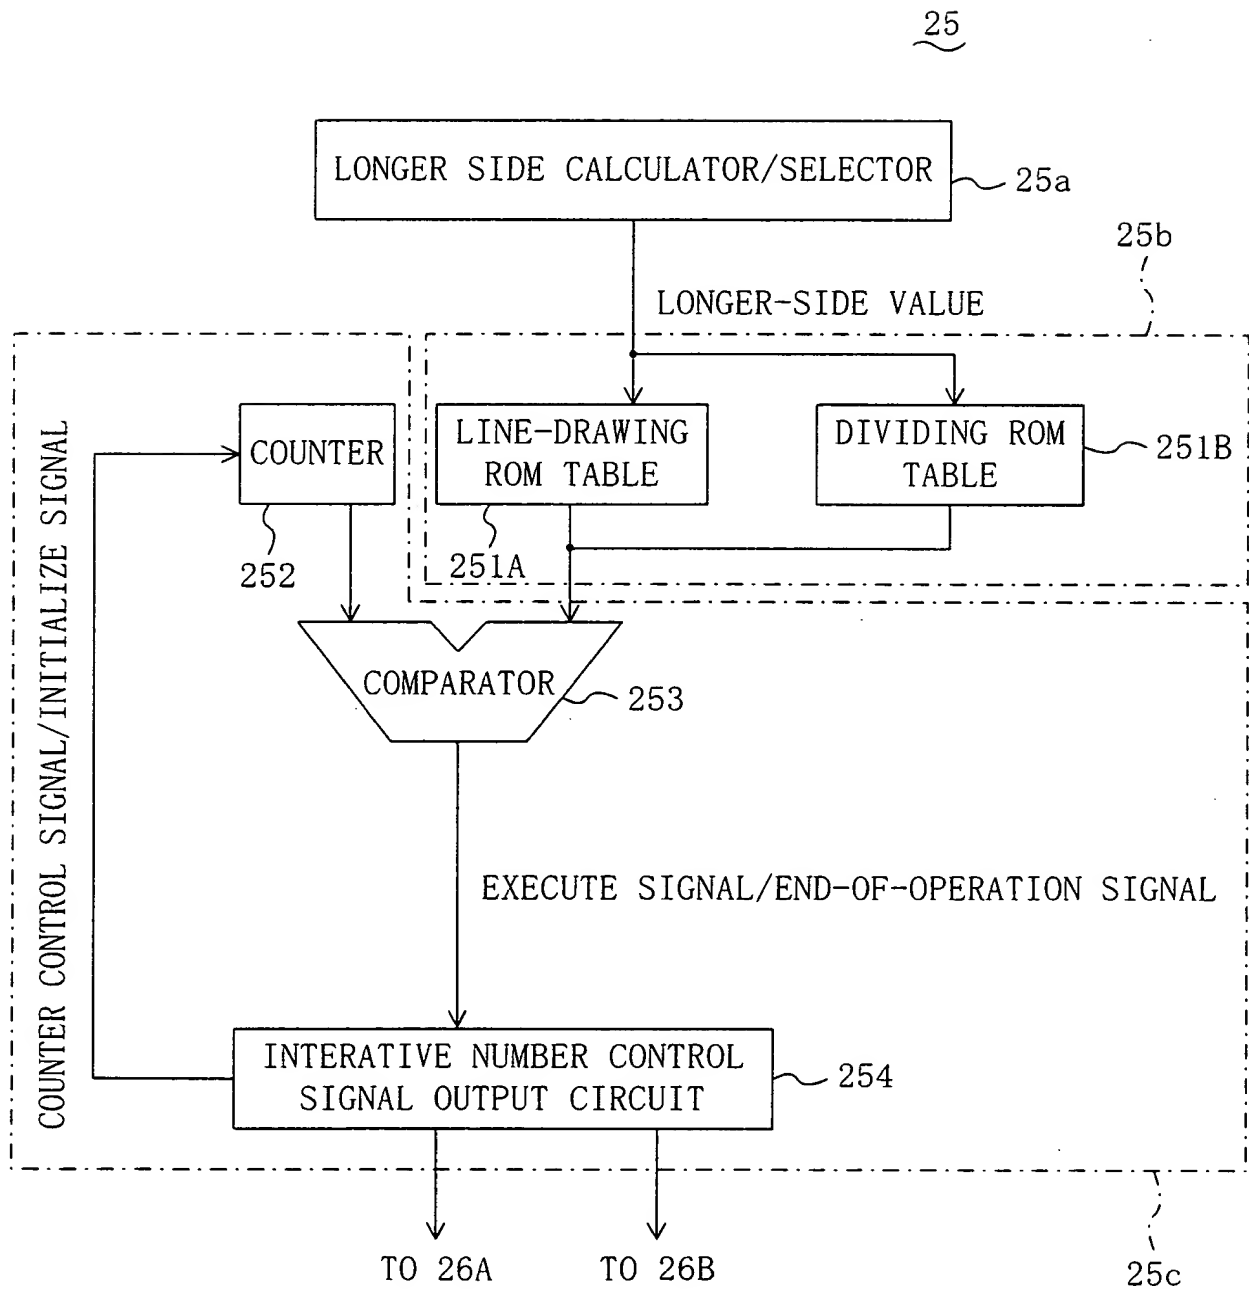 25
LONGER SIDE CALCULATOR/SELECTOR
25a
25b
LONGER-SIDE VALUE
COUNTER
LINE-DRAWING
ROM TABLE
DIVIDING ROM
TABLE
251B
252
251A
COMPARATOR
253
COUNTER CONTROL SIGNAL/INITIALIZE SIGNAL
EXECUTE SIGNAL/END-OF-OPERATION SIGNAL
INTERATIVE NUMBER CONTROL
SIGNAL OUTPUT CIRCUIT
254
TO 26A
TO 26B
25c